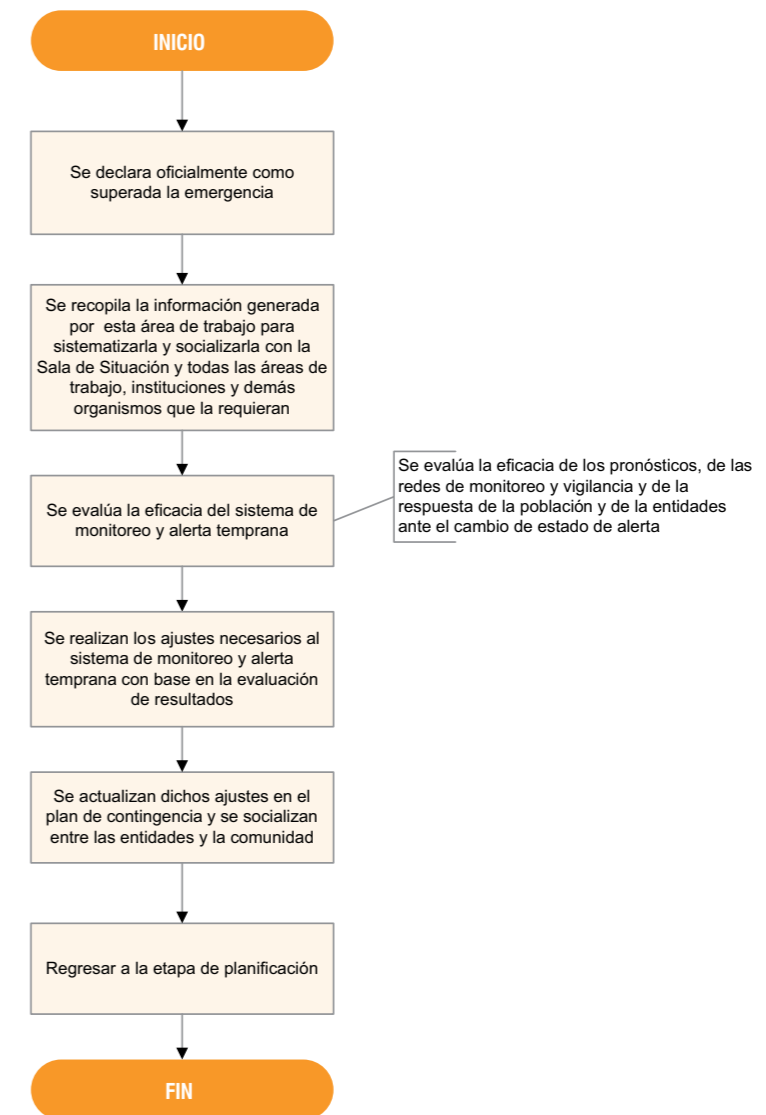 INICIO
Se declara oficialmente como
superada la emergencia
Se recopila la información generada
por esta área de trabajo para
sistematizarla y socializarla con la
Sala de Situación y todas las áreas de
trabajo, instituciones y demás
organismos que la requieran
Se evalúa la eficacia del sistema de
monitoreo y alerta temprana
Se evalúa la eficacia de los pronósticos, de las
redes de monitoreo y vigilancia y de la
respuesta de la población y de la entidades
ante el cambio de estado de alerta
Se realizan los ajustes necesarios al
sistema de monitoreo y alerta
temprana con base en la evaluación
de resultados
Se actualizan dichos ajustes en el
plan de contingencia y se socializan
entre las entidades y la comunidad
Regresar a la etapa de planificación
FIN